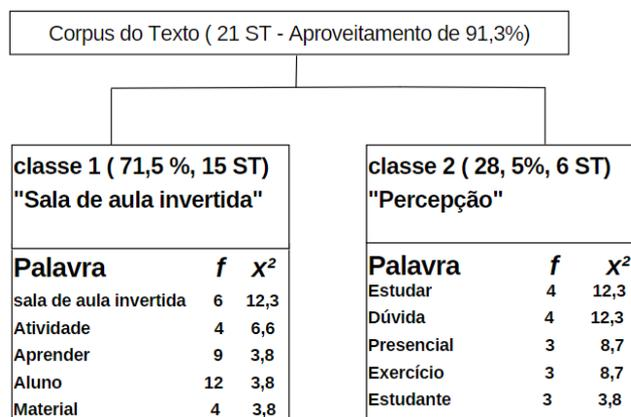 Corpus do Texto ( 21 ST - Aproveitamento de 91,3%)
classe 1 ( 71,5 %, 15 ST)
"Sala de aula invertida"
Palavra f x²
sala de aula invertida 6 12,3
Atividade 4 6,6
Aprender 9 3,8
Aluno 12 3,8
Material 4 3,8
classe 2 ( 28, 5%, 6 ST)
"Percepção"
Palavra f x²
Estudar 4 12,3
Dúvida 4 12,3
Presencial 3 8,7
Exercício 3 8,7
Estudante 3 3,8